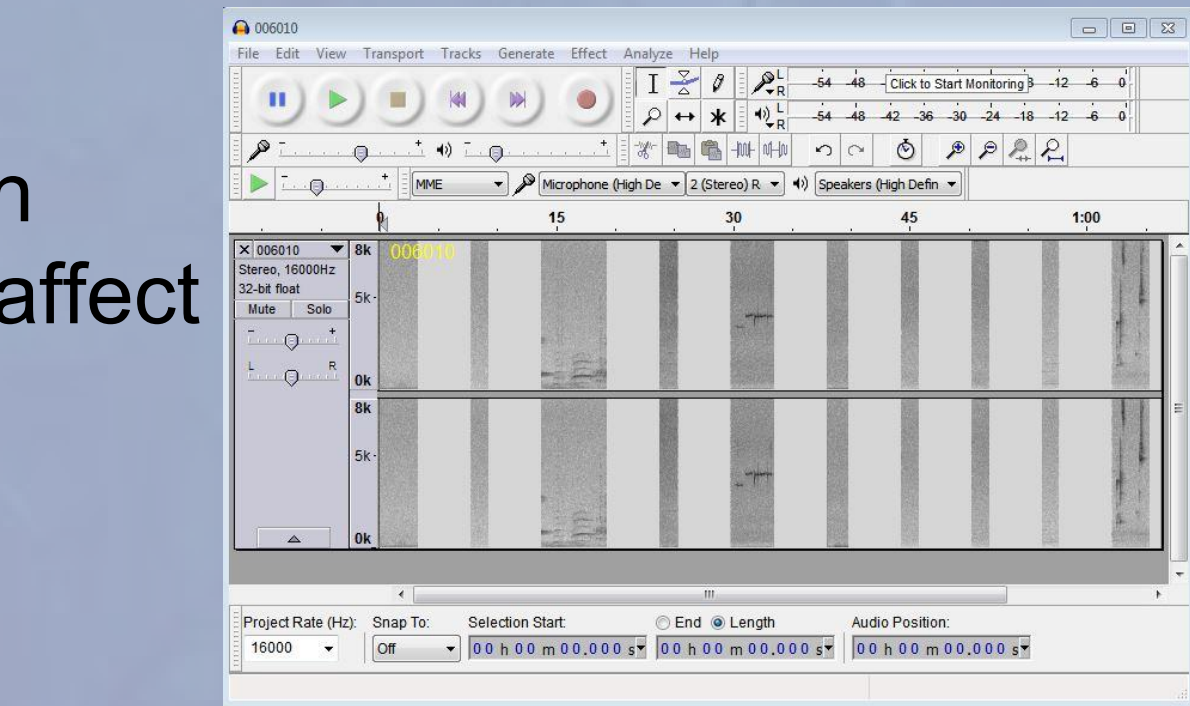 n
affect
006010
File Edit View Transport Tracks Generate Effect Analyze Help
L
R
-54 -48 Click to Start Monitoring -12 -6 0
L
R
-54 -48 -42 -36 -30 -24 -18 -12 -6 0
MME Microphone (High De 2 (Stereo) R Speakers (High Defin
0 15 30 45 1:00
006010
Stereo, 16000Hz
32-bit float
Mute Solo
- +
L R
8k
5k
0k
006010
8k
5k
0k
Project Rate (Hz): Snap To: Selection Start: End Length Audio Position:
16000 Off 00 h 00 m 00.000 s 00 h 00 m 00.000 s 00 h 00 m 00.000 s